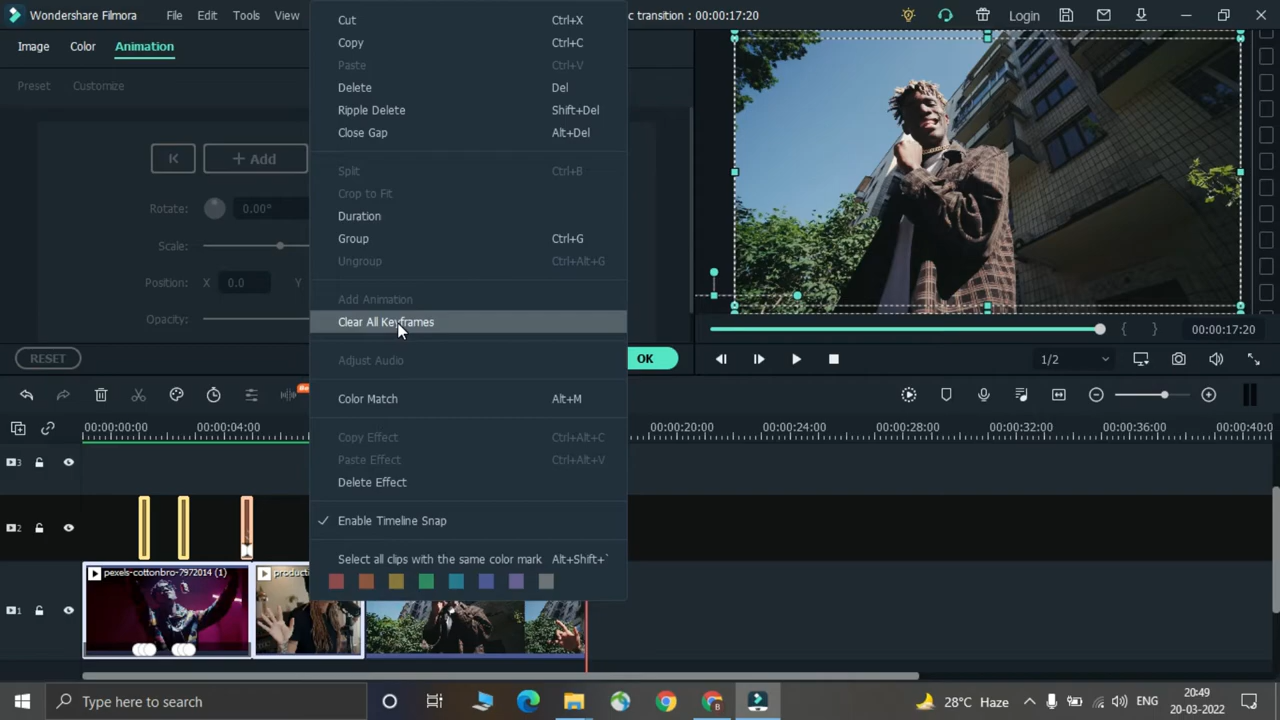 Wondershare Filmora
File
Edit
Tools
View
c transition : 00:00:17:20
Login
Image
Color
Animation
Preset
Customize
+ Add
Rotate:
0.00°
Scale:
Position:
X
0.0
Y
Opacity:
RESET
OK
Cut Ctrl+X
Copy Ctrl+C
Paste Ctrl+V
Delete Del
Ripple Delete Shift+Del
Close Gap Alt+Del
Split Ctrl+B
Crop to Fit
Duration
Group Ctrl+G
Ungroup Ctrl+Alt+G
Add Animation
Clear All Keyframes
Adjust Audio
Color Match Alt+M
Copy Effect Ctrl+Alt+C
Paste Effect Ctrl+Alt+V
Delete Effect
Enable Timeline Snap
Select all clips with the same color mark Alt+Shift+`
00:00:17:20
1/2
00:00:00:00
00:00:04:00
00:00:20:00
00:00:24:00
00:00:28:00
00:00:32:00
00:00:36:00
00:00:40:0
3
2
1
pexels-cottonbro-7972014 (1)
producti
Type here to search
28°C Haze
ENG
20:49
20-03-2022